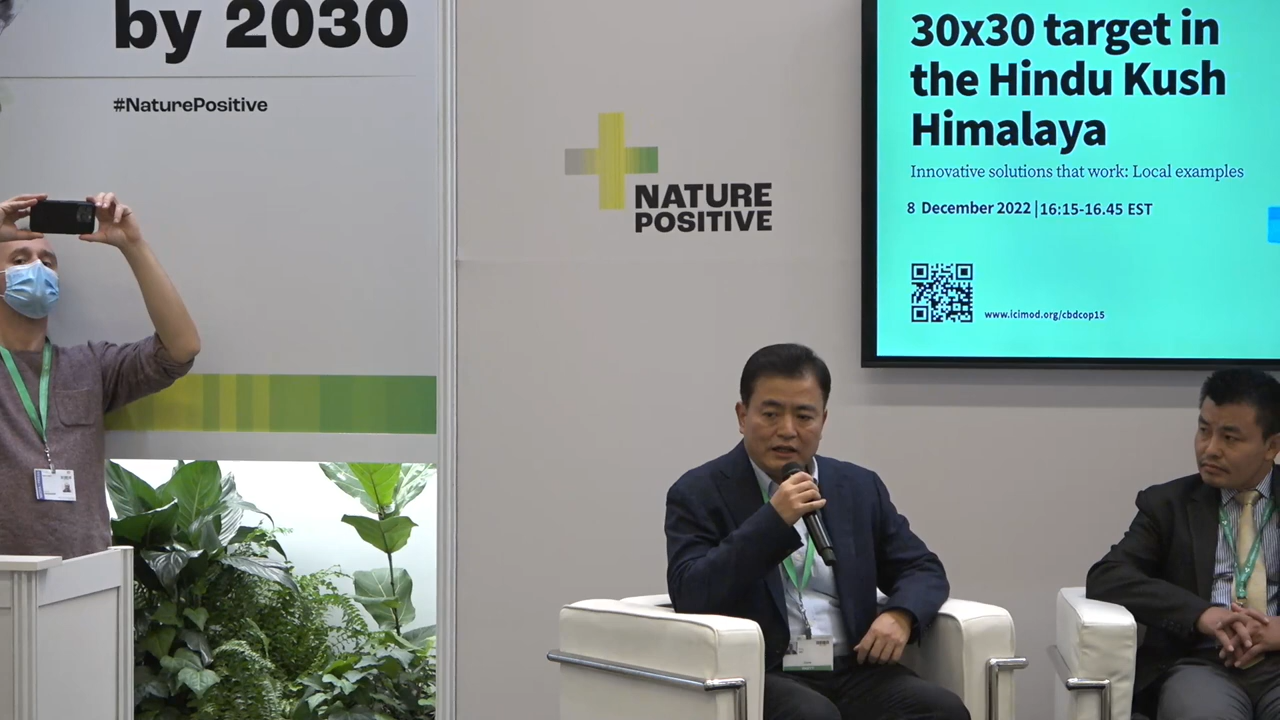 by 2030
#NaturePositive
NATURE
POSITIVE
30x30 target in
the Hindu Kush
Himalaya
Innovative solutions that work: Local examples
8 December 2022 | 16:15-16.45 EST
www.icimod.org/cbdcop15